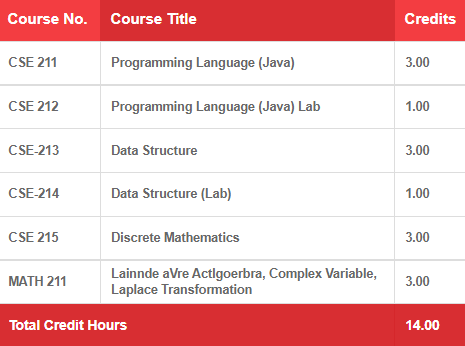 Course No. Course Title Credits
CSE 211 Programming Language (Java) 3.00
CSE 212 Programming Language (Java) Lab 1.00
CSE-213 Data Structure 3.00
CSE-214 Data Structure (Lab) 1.00
CSE 215 Discrete Mathematics 3.00
MATH 211 Lainnde aVre Actlgoerbra, Complex Variable, 3.00
Laplace Transformation
Total Credit Hours 14.00